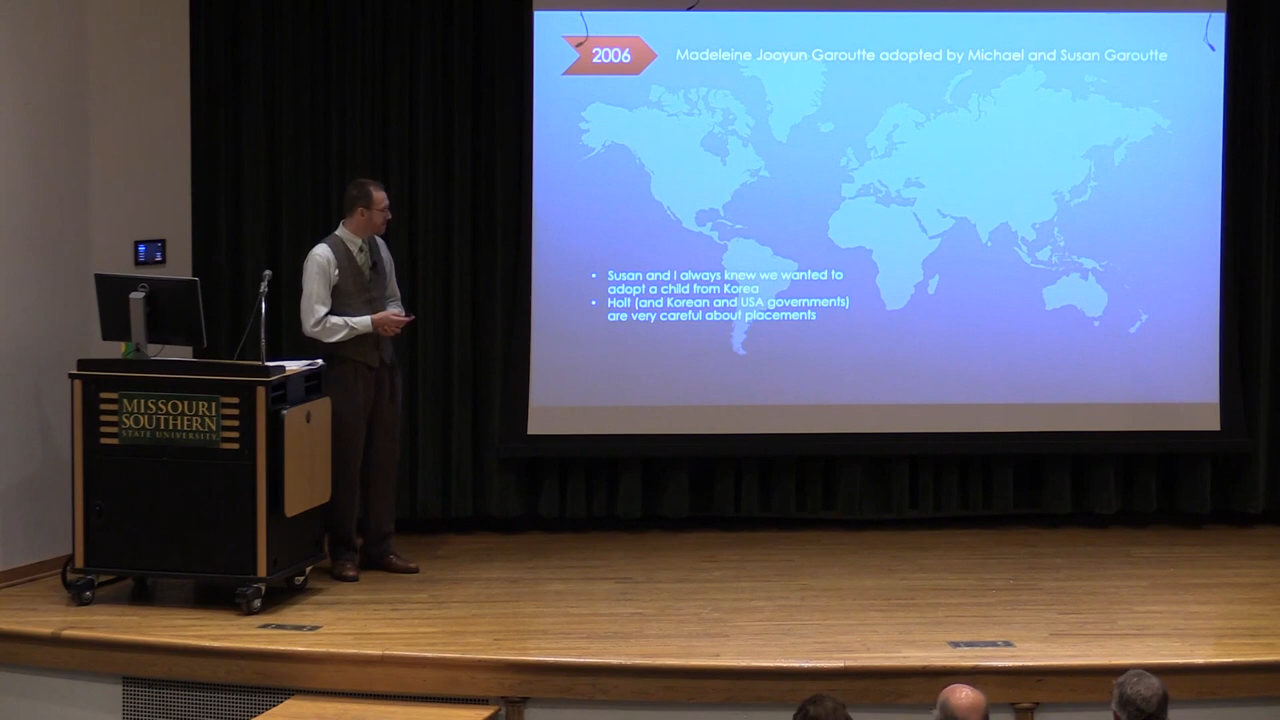 2006
Madeleine Jooyun Garoutte adopted by Michael and Susan Garoutte
• Susan and I always knew we wanted to
adopt a child from Korea
• Holt (and Korean and USA governments)
are very careful about placements
MISSOURI
SOUTHERN
STATE UNIVERSITY